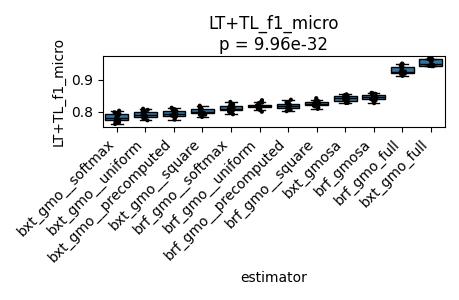 LT+TL_f1_micro
p = 9.96e-32
LT+TL_f1_micro
0.9
0.8
bxt_gmo__softmax
bxt_gmo__uniform
bxt_gmo__precomputed
bxt_gmo__square
brf_gmo__softmax
brf_gmo__uniform
brf_gmo__precomputed
brf_gmo__square
bxt_gmosa
brf_gmosa
brf_gmo_full
bxt_gmo_full
estimator